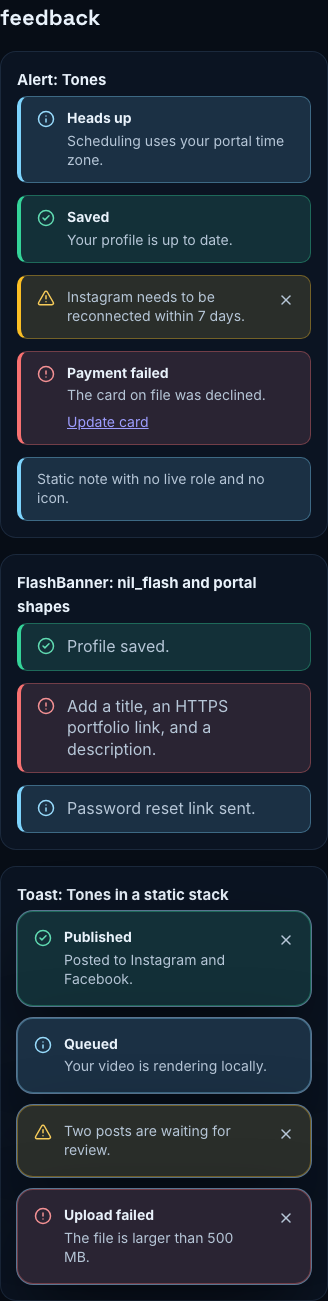 feedback
Alert: Tones
Heads up
Scheduling uses your portal time
zone.
Saved
Your profile is up to date.
Instagram needs to be
reconnected within 7 days.
Payment failed
The card on file was declined.
Update card
Static note with no live role and no
icon.
FlashBanner: nil_flash and portal
shapes
Profile saved.
Add a title, an HTTPS
portfolio link, and a
description.
Password reset link sent.
Toast: Tones in a static stack
Published
Posted to Instagram and
Facebook.
Queued
Your video is rendering locally.
Two posts are waiting for
review.
Upload failed
The file is larger than 500
MB.